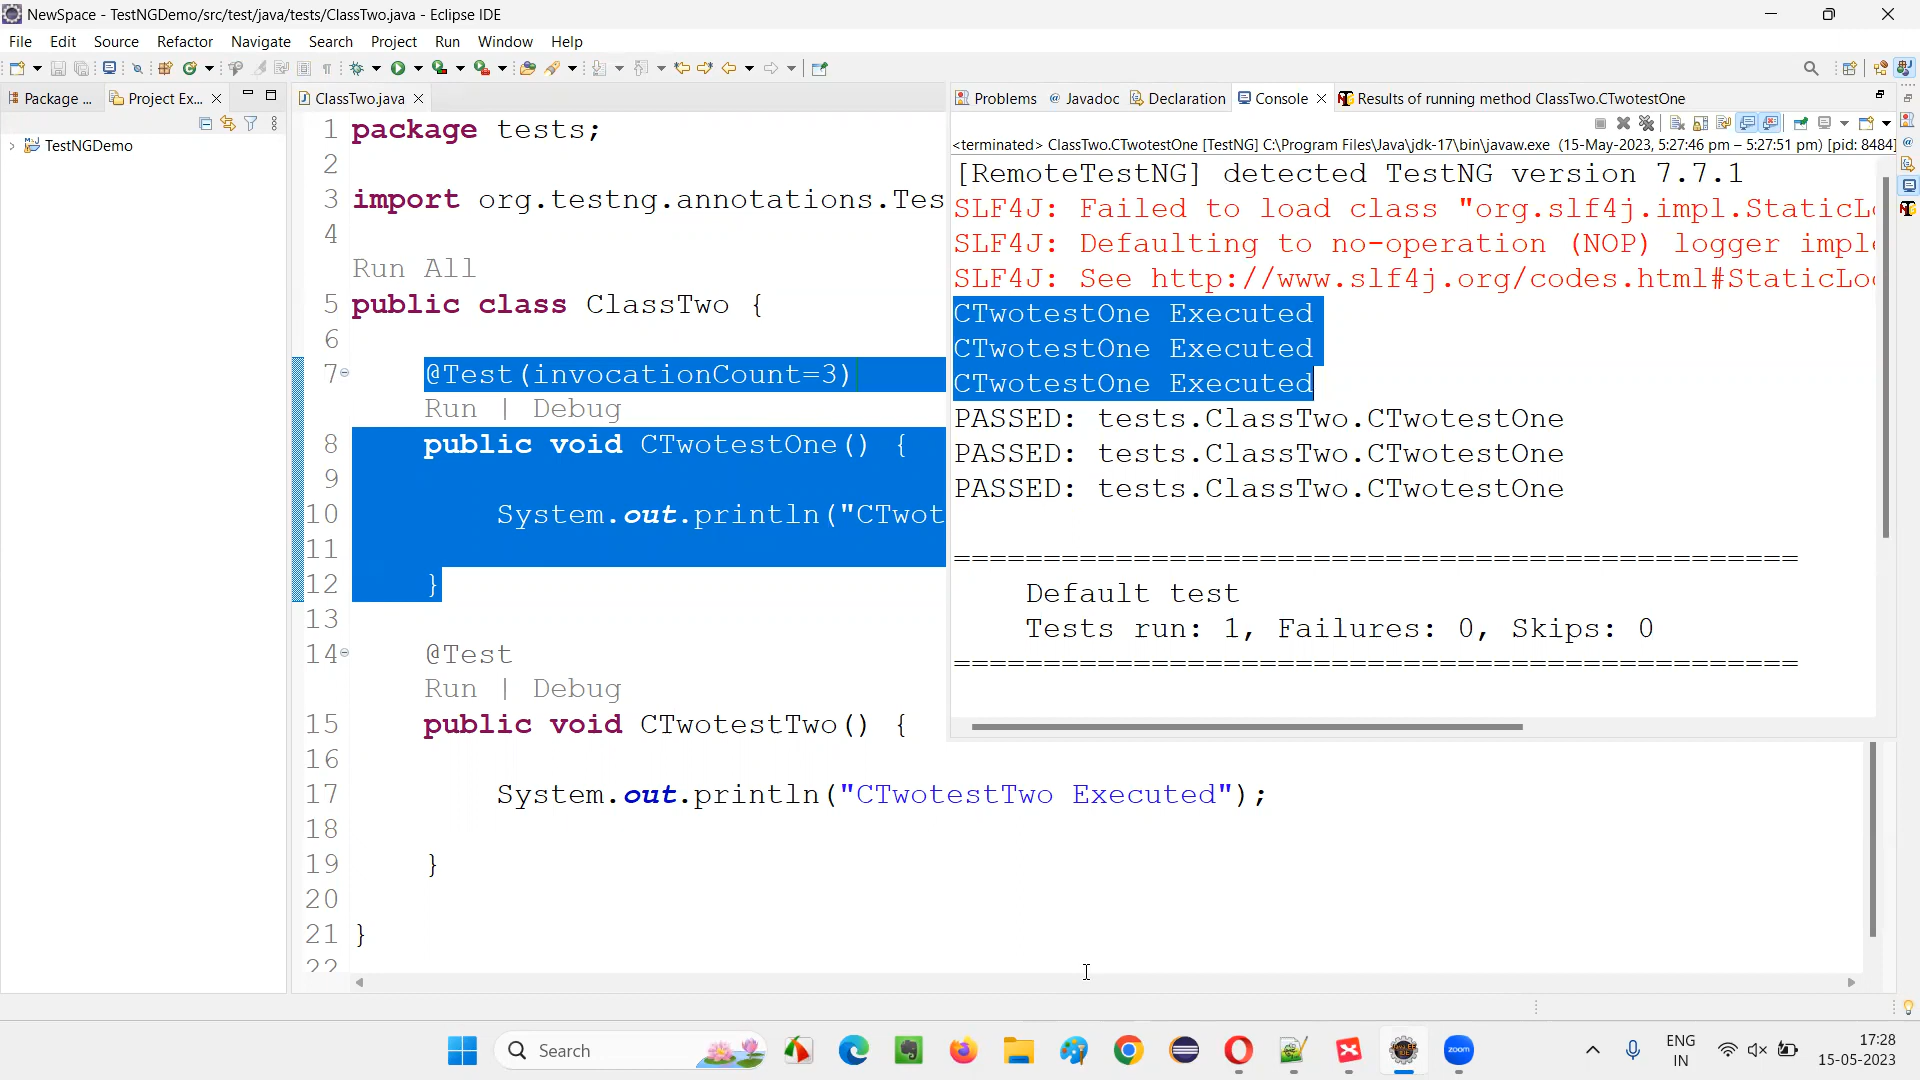 NewSpace - TestNGDemo/src/test/java/tests/ClassTwo.java - Eclipse IDE
File Edit Source Refactor Navigate Search Project Run Window Help
Package ... Project Ex... ClassTwo.java
TestNGDemo
1 package tests;
2
3 import org.testng.annotations.Tes
4
Run All
5 public class ClassTwo {
6
7 @Test(invocationCount=3)
Run | Debug
8 public void CTwotestOne() {
9
10 System.out.println("CTwot
11
12 }
13
14 @Test
Run | Debug
15 public void CTwotestTwo() {
16
17 System.out.println("CTwotestTwo Executed");
18
19 }
20
21 }
22
Problems @ Javadoc Declaration Console Results of running method ClassTwo.CTwotestOne
<terminated> ClassTwo.CTwotestOne [TestNG] C:\Program Files\Java\jdk-17\bin\javaw.exe (15-May-2023, 5:27:46 pm – 5:27:51 pm) [pid: 8484]
[RemoteTestNG] detected TestNG version 7.7.1
SLF4J: Failed to load class "org.slf4j.impl.StaticLo
SLF4J: Defaulting to no-operation (NOP) logger imple
SLF4J: See http://www.slf4j.org/codes.html#StaticLo
CTwotestOne Executed
CTwotestOne Executed
CTwotestOne Executed
PASSED: tests.ClassTwo.CTwotestOne
PASSED: tests.ClassTwo.CTwotestOne
PASSED: tests.ClassTwo.CTwotestOne
===============================================
Default test
Tests run: 1, Failures: 0, Skips: 0
===============================================
Search
zoom
ENG
IN
17:28
15-05-2023